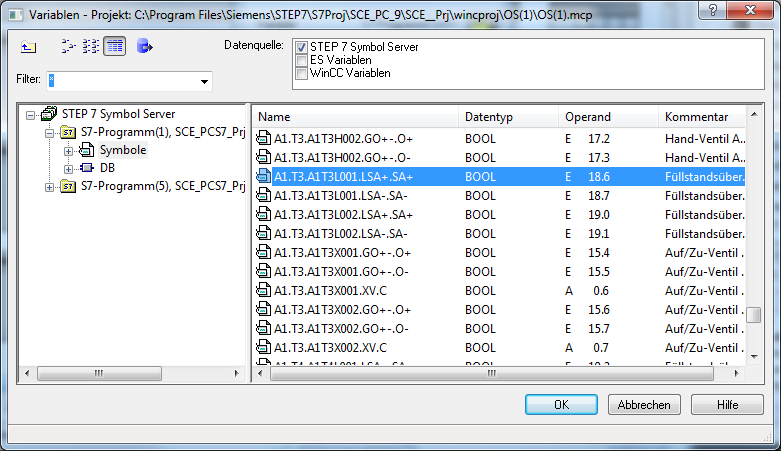 Variablen - Projekt: C:\Program Files\Siemens\STEP7\S7Proj\SCE_PC_9\SCE__Prj\wincproj\OS(1)\OS(1).mcp
Datenquelle:
STEP 7 Symbol Server
ES Variablen
WinCC Variablen
Filter: *
STEP 7 Symbol Server
S7-Programm(1), SCE_PCS7_Prj
Symbole
DB
S7-Programm(5), SCE_PCS7_Prj
Name Datentyp Operand Kommentar
A1.T3.A1T3H002.GO+-.O+ BOOL E 17.2 Hand-Ventil A...
A1.T3.A1T3H002.GO+-.O- BOOL E 17.3 Hand-Ventil A...
A1.T3.A1T3L001.LSA+.SA+ BOOL E 18.6 Füllstandsüber...
A1.T3.A1T3L001.LSA-.SA- BOOL E 18.7 Füllstandsüber...
A1.T3.A1T3L002.LSA+.SA+ BOOL E 19.0 Füllstandsüber...
A1.T3.A1T3L002.LSA-.SA- BOOL E 19.1 Füllstandsüber...
A1.T3.A1T3X001.GO+-.O+ BOOL E 15.4 Auf/Zu-Ventil ...
A1.T3.A1T3X001.GO+-.O- BOOL E 15.5 Auf/Zu-Ventil ...
A1.T3.A1T3X001.XV.C BOOL A 0.6 Auf/Zu-Ventil ...
A1.T3.A1T3X002.GO+-.O+ BOOL E 15.6 Auf/Zu-Ventil ...
A1.T3.A1T3X002.GO+-.O- BOOL E 15.7 Auf/Zu-Ventil ...
A1.T3.A1T3X002.XV.C BOOL A 0.7 Auf/Zu-Ventil ...
OK Abbrechen Hilfe